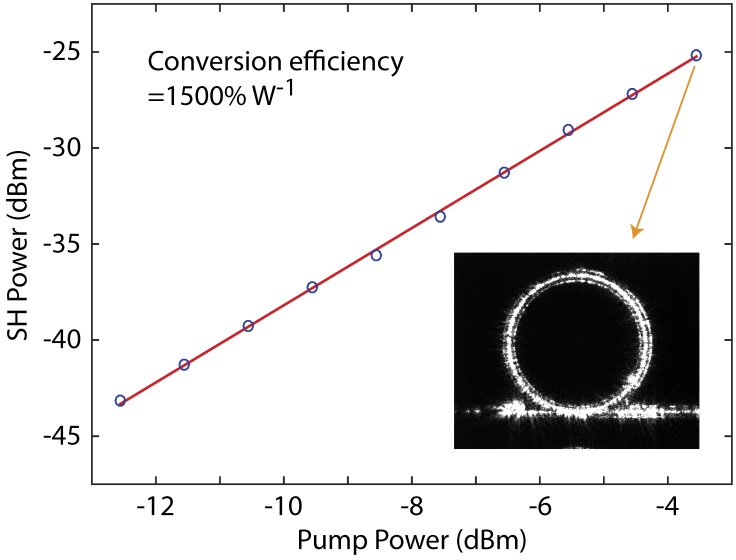 Conversion efficiency
=1500% W-1
SH Power (dBm)
-25
-30
-35
-40
-45
-12
-10
-8
-6
-4
Pump Power (dBm)